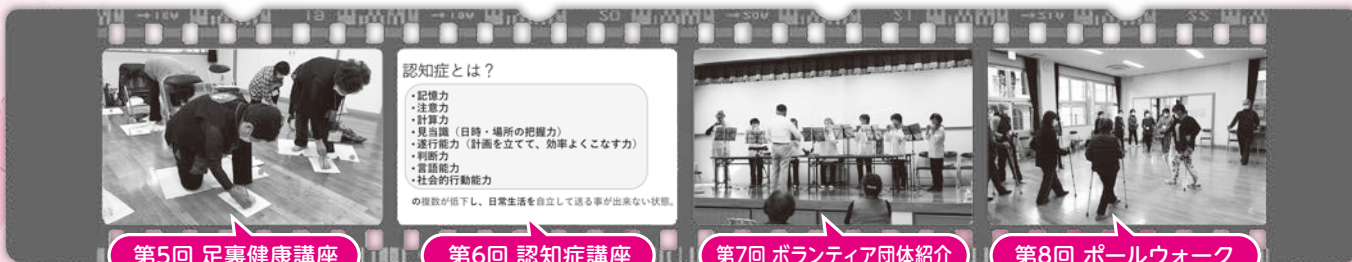 19
20
21
22
認知症とは?
・記憶力
・注意力
・計算力
・見当識(日時・場所の把握力)
・遂行能力(計画を立てて、効率よくこなす力)
・判断力
・言語能力
・社会的行動能力
の複数が低下し、日常生活を自立して送る事が出来ない状態。
第5回 足裏健康講座
第6回 認知症講座
第7回 ボランティア団体紹介
第8回 ポールウォーク